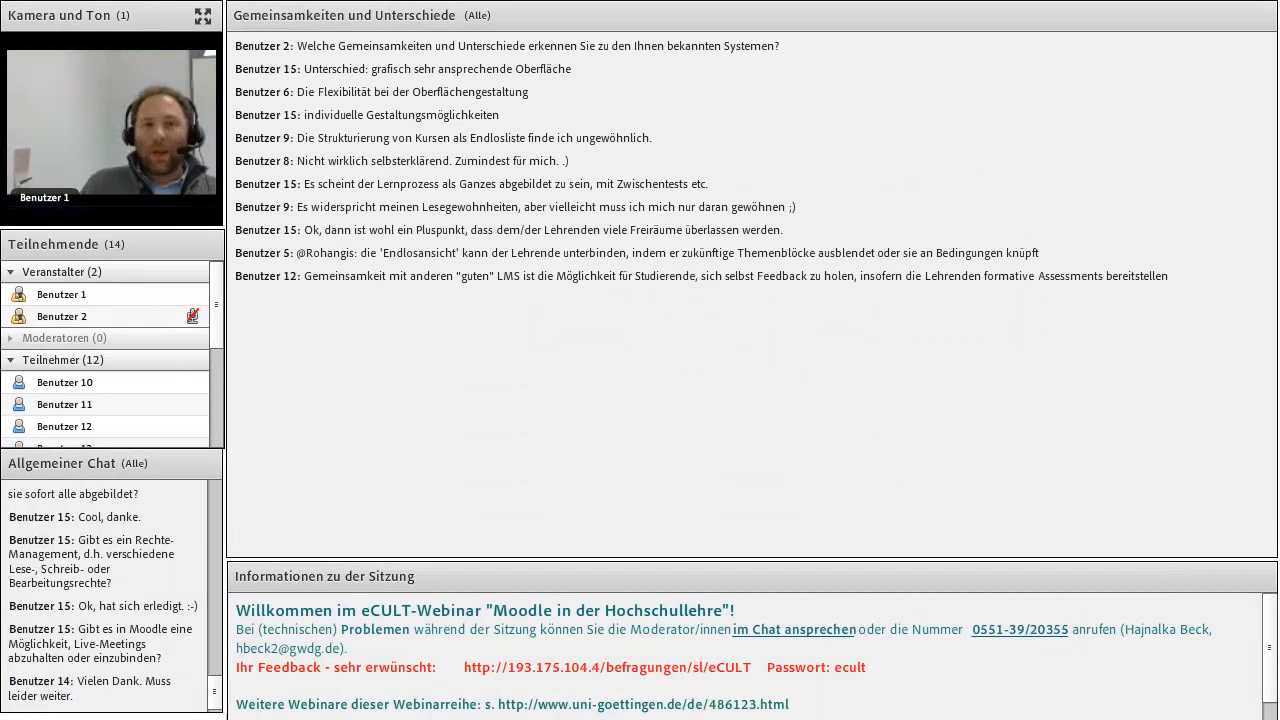 Kamera und Ton (1)
Benutzer 1
Teilnehmende (14)
Veranstalter (2)
Benutzer 1
Benutzer 2
Moderatoren (0)
Teilnehmer (12)
Benutzer 10
Benutzer 11
Benutzer 12
Allgemeiner Chat (Alle)
sie sofort alle abgebildet?
Benutzer 15: Cool, danke.
Benutzer 15: Gibt es ein Rechte-
Management, d.h. verschiedene
Lese-, Schreib- oder
Bearbeitungsrechte?
Benutzer 15: Ok, hat sich erledigt. :-)
Benutzer 15: Gibt es in Moodle eine
Möglichkeit, Live-Meetings
abzuhalten oder einzubinden?
Benutzer 14: Vielen Dank. Muss
leider weiter.
Gemeinsamkeiten und Unterschiede (Alle)
Benutzer 2: Welche Gemeinsamkeiten und Unterschiede erkennen Sie zu den Ihnen bekannten Systemen?
Benutzer 15: Unterschied: grafisch sehr ansprechende Oberfläche
Benutzer 6: Die Flexibilität bei der Oberflächengestaltung
Benutzer 15: individuelle Gestaltungsmöglichkeiten
Benutzer 9: Die Strukturierung von Kursen als Endlosliste finde ich ungewöhnlich.
Benutzer 8: Nicht wirklich selbsterklärend. Zumindest für mich. .)
Benutzer 15: Es scheint der Lernprozess als Ganzes abgebildet zu sein, mit Zwischentests etc.
Benutzer 9: Es widerspricht meinen Lesegewohnheiten, aber vielleicht muss ich mich nur daran gewöhnen ;)
Benutzer 15: Ok, dann ist wohl ein Pluspunkt, dass dem/der Lehrenden viele Freiräume überlassen werden.
Benutzer 5: @Rohangis: die 'Endlosansicht' kann der Lehrende unterbinden, indem er zukünftige Themenblöcke ausblendet oder sie an Bedingungen knüpft
Benutzer 12: Gemeinsamkeit mit anderen "guten" LMS ist die Möglichkeit für Studierende, sich selbst Feedback zu holen, insofern die Lehrenden formative Assessments bereitstellen
Informationen zu der Sitzung
Willkommen im eCULT-Webinar "Moodle in der Hochschullehre"!
Bei (technischen) Problemen während der Sitzung können Sie die Moderator/innen im Chat ansprechen oder die Nummer 0551-39/20355 anrufen (Hajnalka Beck,
hbeck2@gwdg.de).
Ihr Feedback - sehr erwünscht: http://193.175.104.4/befragungen/sl/eCULT Passwort: ecult
Weitere Webinare dieser Webinarreihe: s. http://www.uni-goettingen.de/de/486123.html